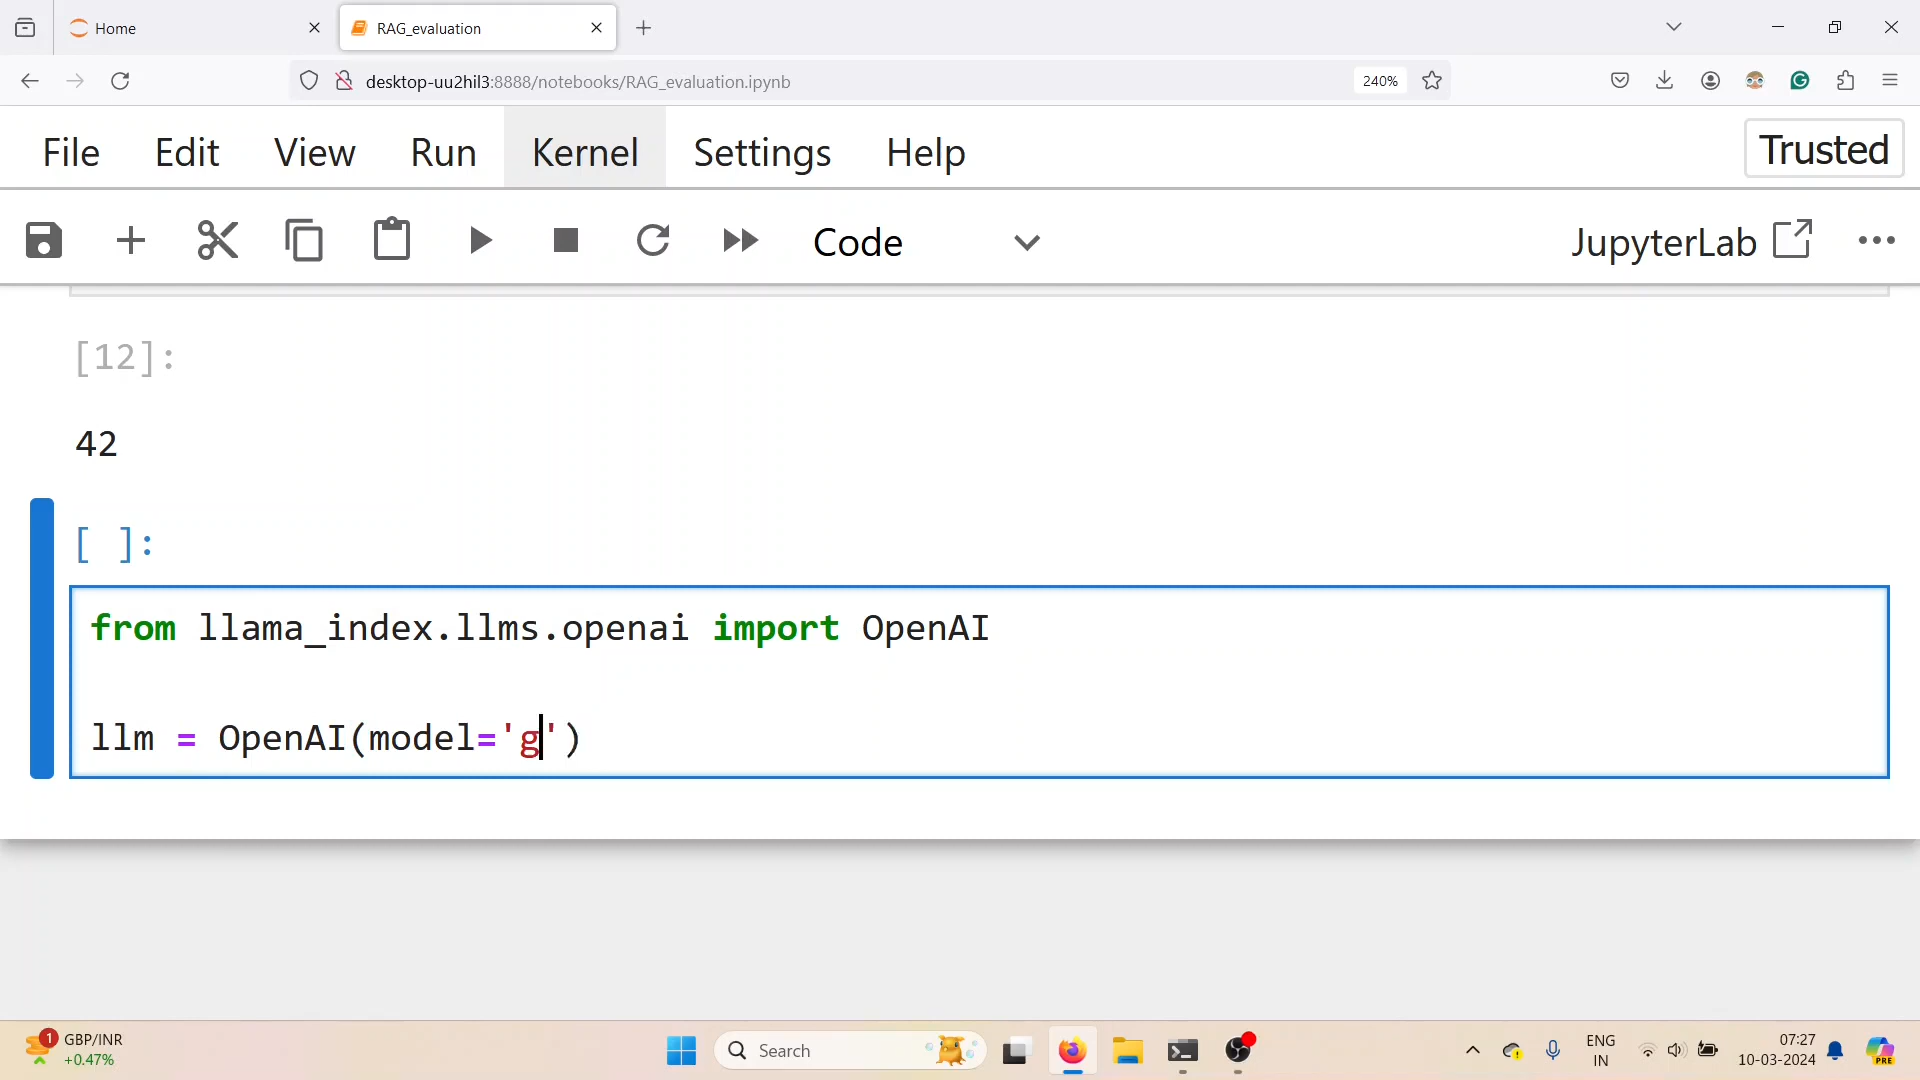 Home
RAG_evaluation
desktop-uu2hil3:8888/notebooks/RAG_evaluation.ipynb
240%
File Edit View Run Kernel Settings Help
Trusted
Code
JupyterLab
[12]:
42
[ ]:
from llama_index.llms.openai import OpenAI
llm = OpenAI(model='g')
1
GBP/INR
+0.47%
Search
ENG
IN
07:27
10-03-2024
PRE